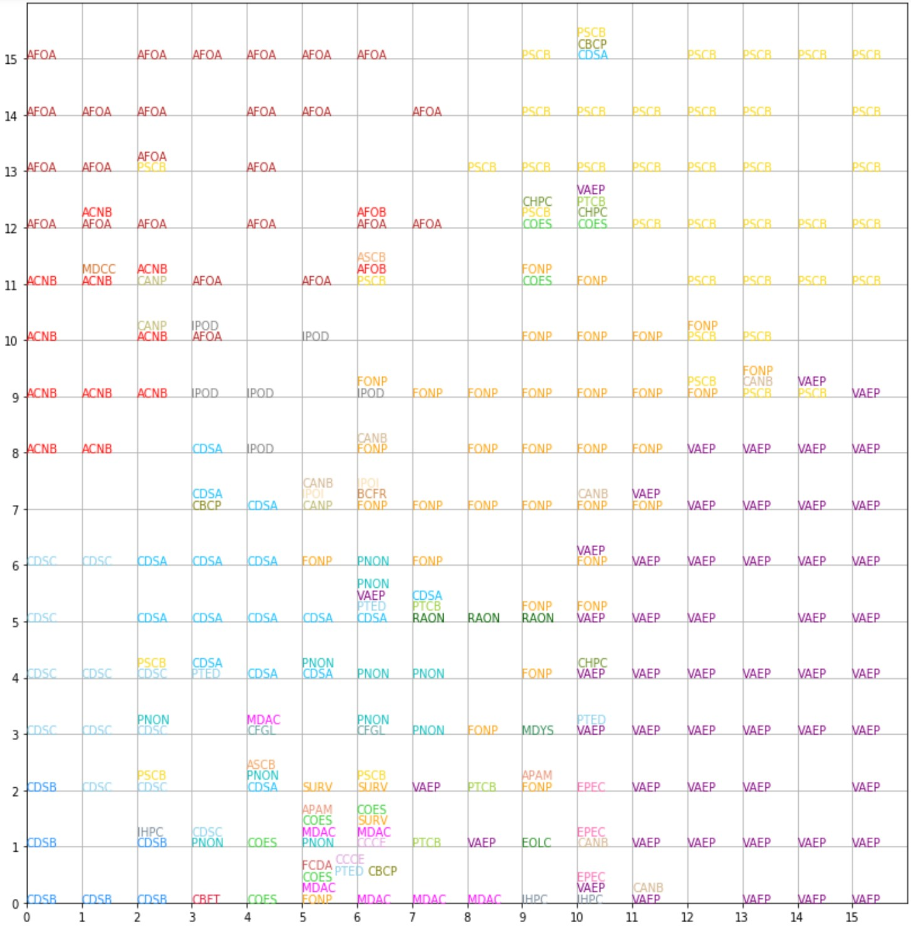 PSCB
CBCP
15 AFOA AFOA AFOA AFOA AFOA AFOA PSCB CDSA PSCB PSCB PSCB PSCB
14 AFOA AFOA AFOA AFOA AFOA AFOA PSCB PSCB PSCB PSCB PSCB PSCB
AFOA
13 AFOA AFOA PSCB AFOA PSCB PSCB PSCB PSCB PSCB PSCB PSCB
VAEP
CHPC PTCB
ACNB AFOB PSCB CHPC
12 AFOA AFOA AFOA AFOA AFOA AFOA COES COES PSCB PSCB PSCB PSCB PSCB
ASCB
MDCC ACNB AFOB FONP
11 ACNB ACNB CANP AFOA AFOA PSCB COES FONP PSCB PSCB PSCB PSCB
CANP IPOD FONP
10 ACNB ACNB AFOA IPOD FONP FONP FONP PSCB PSCB
FONP
FONP PSCB CANB VAEP
9 ACNB ACNB ACNB IPOD IPOD IPOD FONP FONP FONP FONP FONP FONP PSCB PSCB VAEP
CANB
8 ACNB ACNB CDSA IPOD FONP FONP FONP FONP FONP VAEP VAEP VAEP VAEP
CANB IPOI
CDSA IPOI BCFR CANB VAEP
7 CBCP CDSA CANP FONP FONP FONP FONP FONP FONP VAEP VAEP VAEP VAEP
VAEP
6 CDSC CDSC CDSA CDSA CDSA FONP PNON FONP FONP VAEP VAEP VAEP VAEP VAEP
PNON
VAEP CDSA
PTED PTCB FONP FONP
5 CDSC CDSA CDSA CDSA CDSA CDSA RAON RAON RAON VAEP VAEP VAEP VAEP VAEP
PSCB CDSA PNON CHPC
4 CDSC CDSC CDSC PTED CDSA CDSA PNON PNON FONP VAEP VAEP VAEP VAEP VAEP
PNON MDAC PNON PTED
3 CDSC CDSC CDSC CFGL CFGL PNON FONP MDYS VAEP VAEP VAEP VAEP VAEP VAEP
ASCB
PSCB PNON PSCB APAM
2 CDSB CDSC CDSC CDSA SURV SURV VAEP PTCB FONP EPEC VAEP VAEP VAEP VAEP
APAM COES
COES SURV
IHPC CDSC MDAC MDAC EPEC
1 CDSB CDSB PNON COES PNON CCCE PTCB VAEP EOLC CANB VAEP VAEP VAEP VAEP VAEP
CCCE
FCDA PTED CBCP
COES EPEC
MDAC VAEP CANB
0 CDSB CDSB CDSB CBFT COES FONP MDAC MDAC MDAC IHPC IHPC VAEP VAEP VAEP VAEP
0 1 2 3 4 5 6 7 8 9 10 11 12 13 14 15